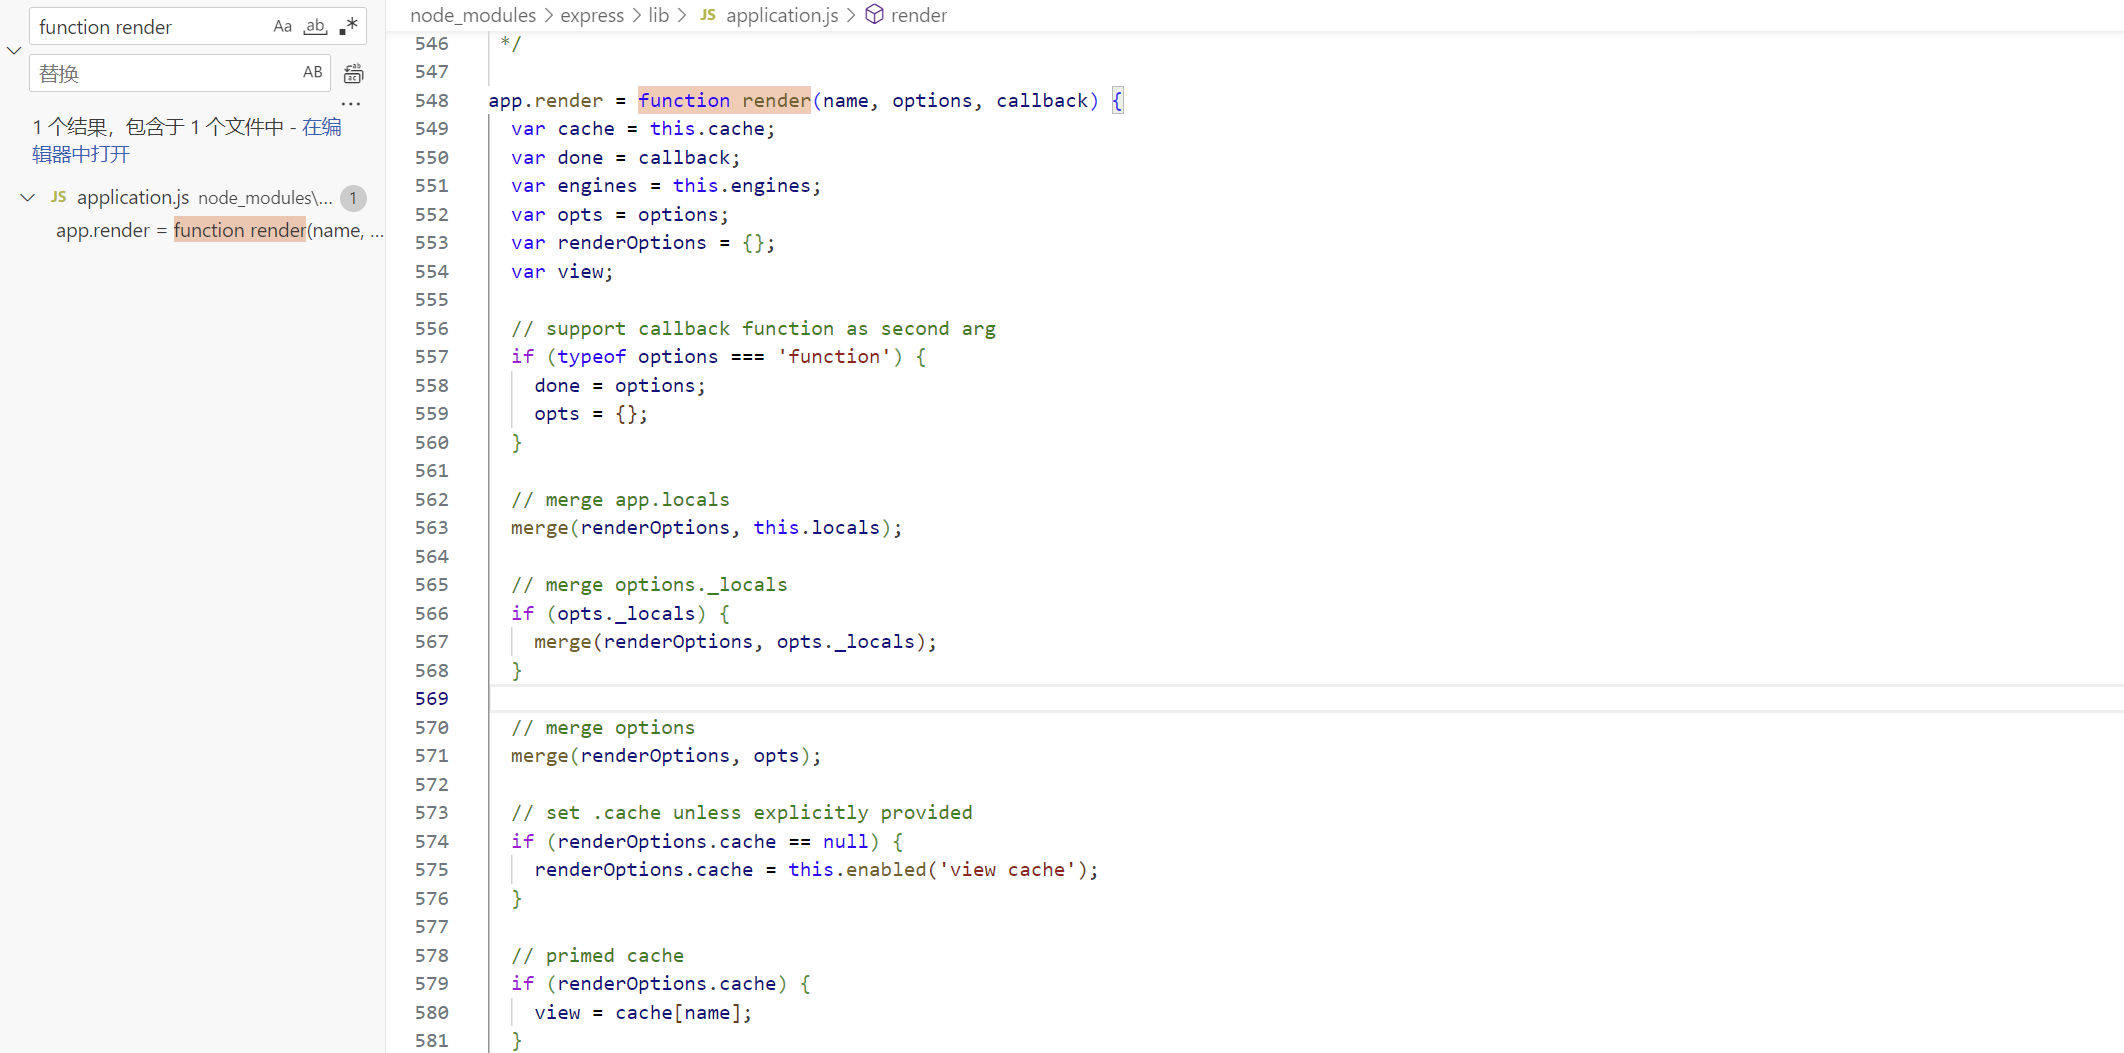 function render Aa ab .*
替换 AB
...
1 个结果，包含于 1 个文件中 - 在编
辑器中打开
JS application.js node_modules\... 1
app.render = function render(name, ...
node_modules > express > lib > JS application.js > render
546 */
547
548 app.render = function render(name, options, callback) {
549 var cache = this.cache;
550 var done = callback;
551 var engines = this.engines;
552 var opts = options;
553 var renderOptions = {};
554 var view;
555
556 // support callback function as second arg
557 if (typeof options === 'function') {
558 done = options;
559 opts = {};
560 }
561
562 // merge app.locals
563 merge(renderOptions, this.locals);
564
565 // merge options._locals
566 if (opts._locals) {
567 merge(renderOptions, opts._locals);
568 }
569
570 // merge options
571 merge(renderOptions, opts);
572
573 // set .cache unless explicitly provided
574 if (renderOptions.cache == null) {
575 renderOptions.cache = this.enabled('view cache');
576 }
577
578 // primed cache
579 if (renderOptions.cache) {
580 view = cache[name];
581 }